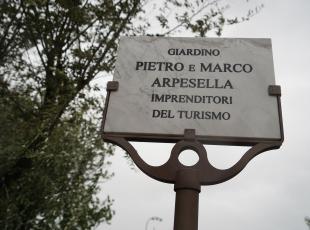 GIARDINO
PIETRO E MARCO
ARPESELLA
IMPRENDITORI
DEL TURISMO